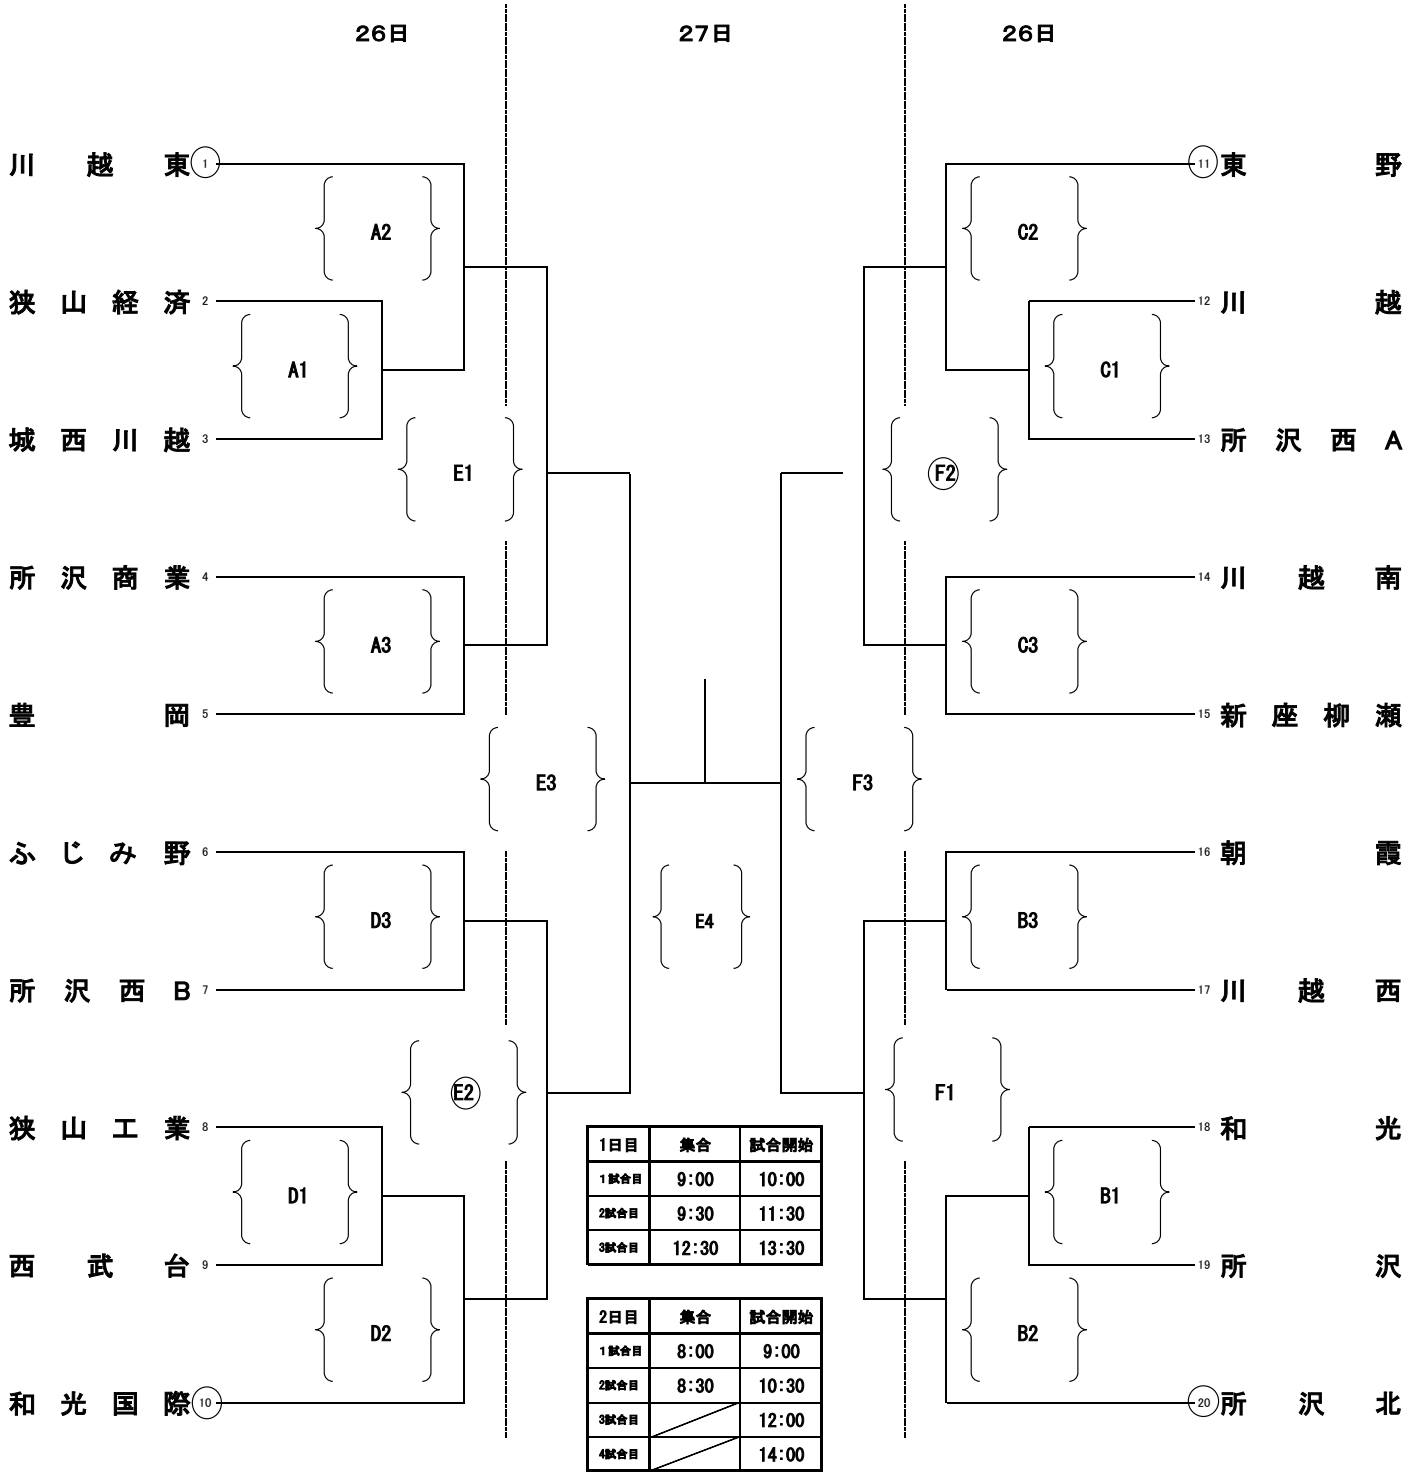 26日 27日 26日
川越東 1 11 東野
A2 C2
狭山経済 2 12 川越
A1 C1
城西川越 3 13 所沢西A
E1 F2
所沢商業 4 14 川越南
A3 C3
豊岡 5 15 新座柳瀬
E3 F3
ふじみ野 6 16 朝霞
D3 E4 B3
所沢西B 7 17 川越西
E2 F1
狭山工業 8 18 和光
D1 B1
西武台 9 19 所沢
D2 B2
和光国際 10 20 所沢北
1日目 集合 試合開始
1試合目 9:00 10:00
2試合目 9:30 11:30
3試合目 12:30 13:30
2日目 集合 試合開始
1試合目 8:00 9:00
2試合目 8:30 10:30
3試合目 12:00
4試合目 14:00